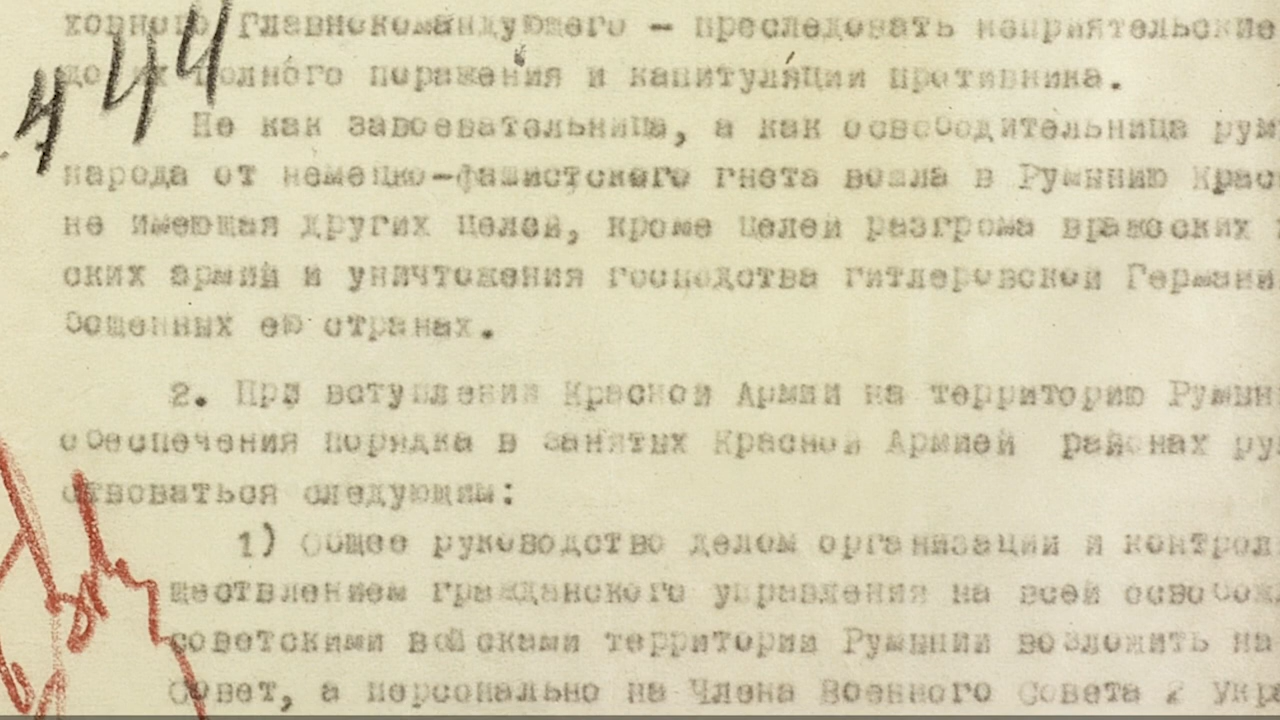 ховного Главнокомандующего - преследовать неприятельские
до их полного поражения и капитуляции противника.
444
Не как завоевательница, а как освободительница рум
народа от немецко-фашистского гнета вошла в Румынию Крас
не имеющая других целей, кроме целей разгрома вражеских
ских армий и уничтожения господства гитлеровской Германи
бощенных ею странах.
2. При вступлении Красной Армии на территорию Румын
обеспечения порядка в занятых Красной Армией районах ру
ствоваться следующим:
1) Общее руководство делом организации и контрол
ществлением гражданского управления на всей освобож
советскими войсками территории Румынии возложить на
Совет, а персонально на Члена Военного Совета 2 Укр